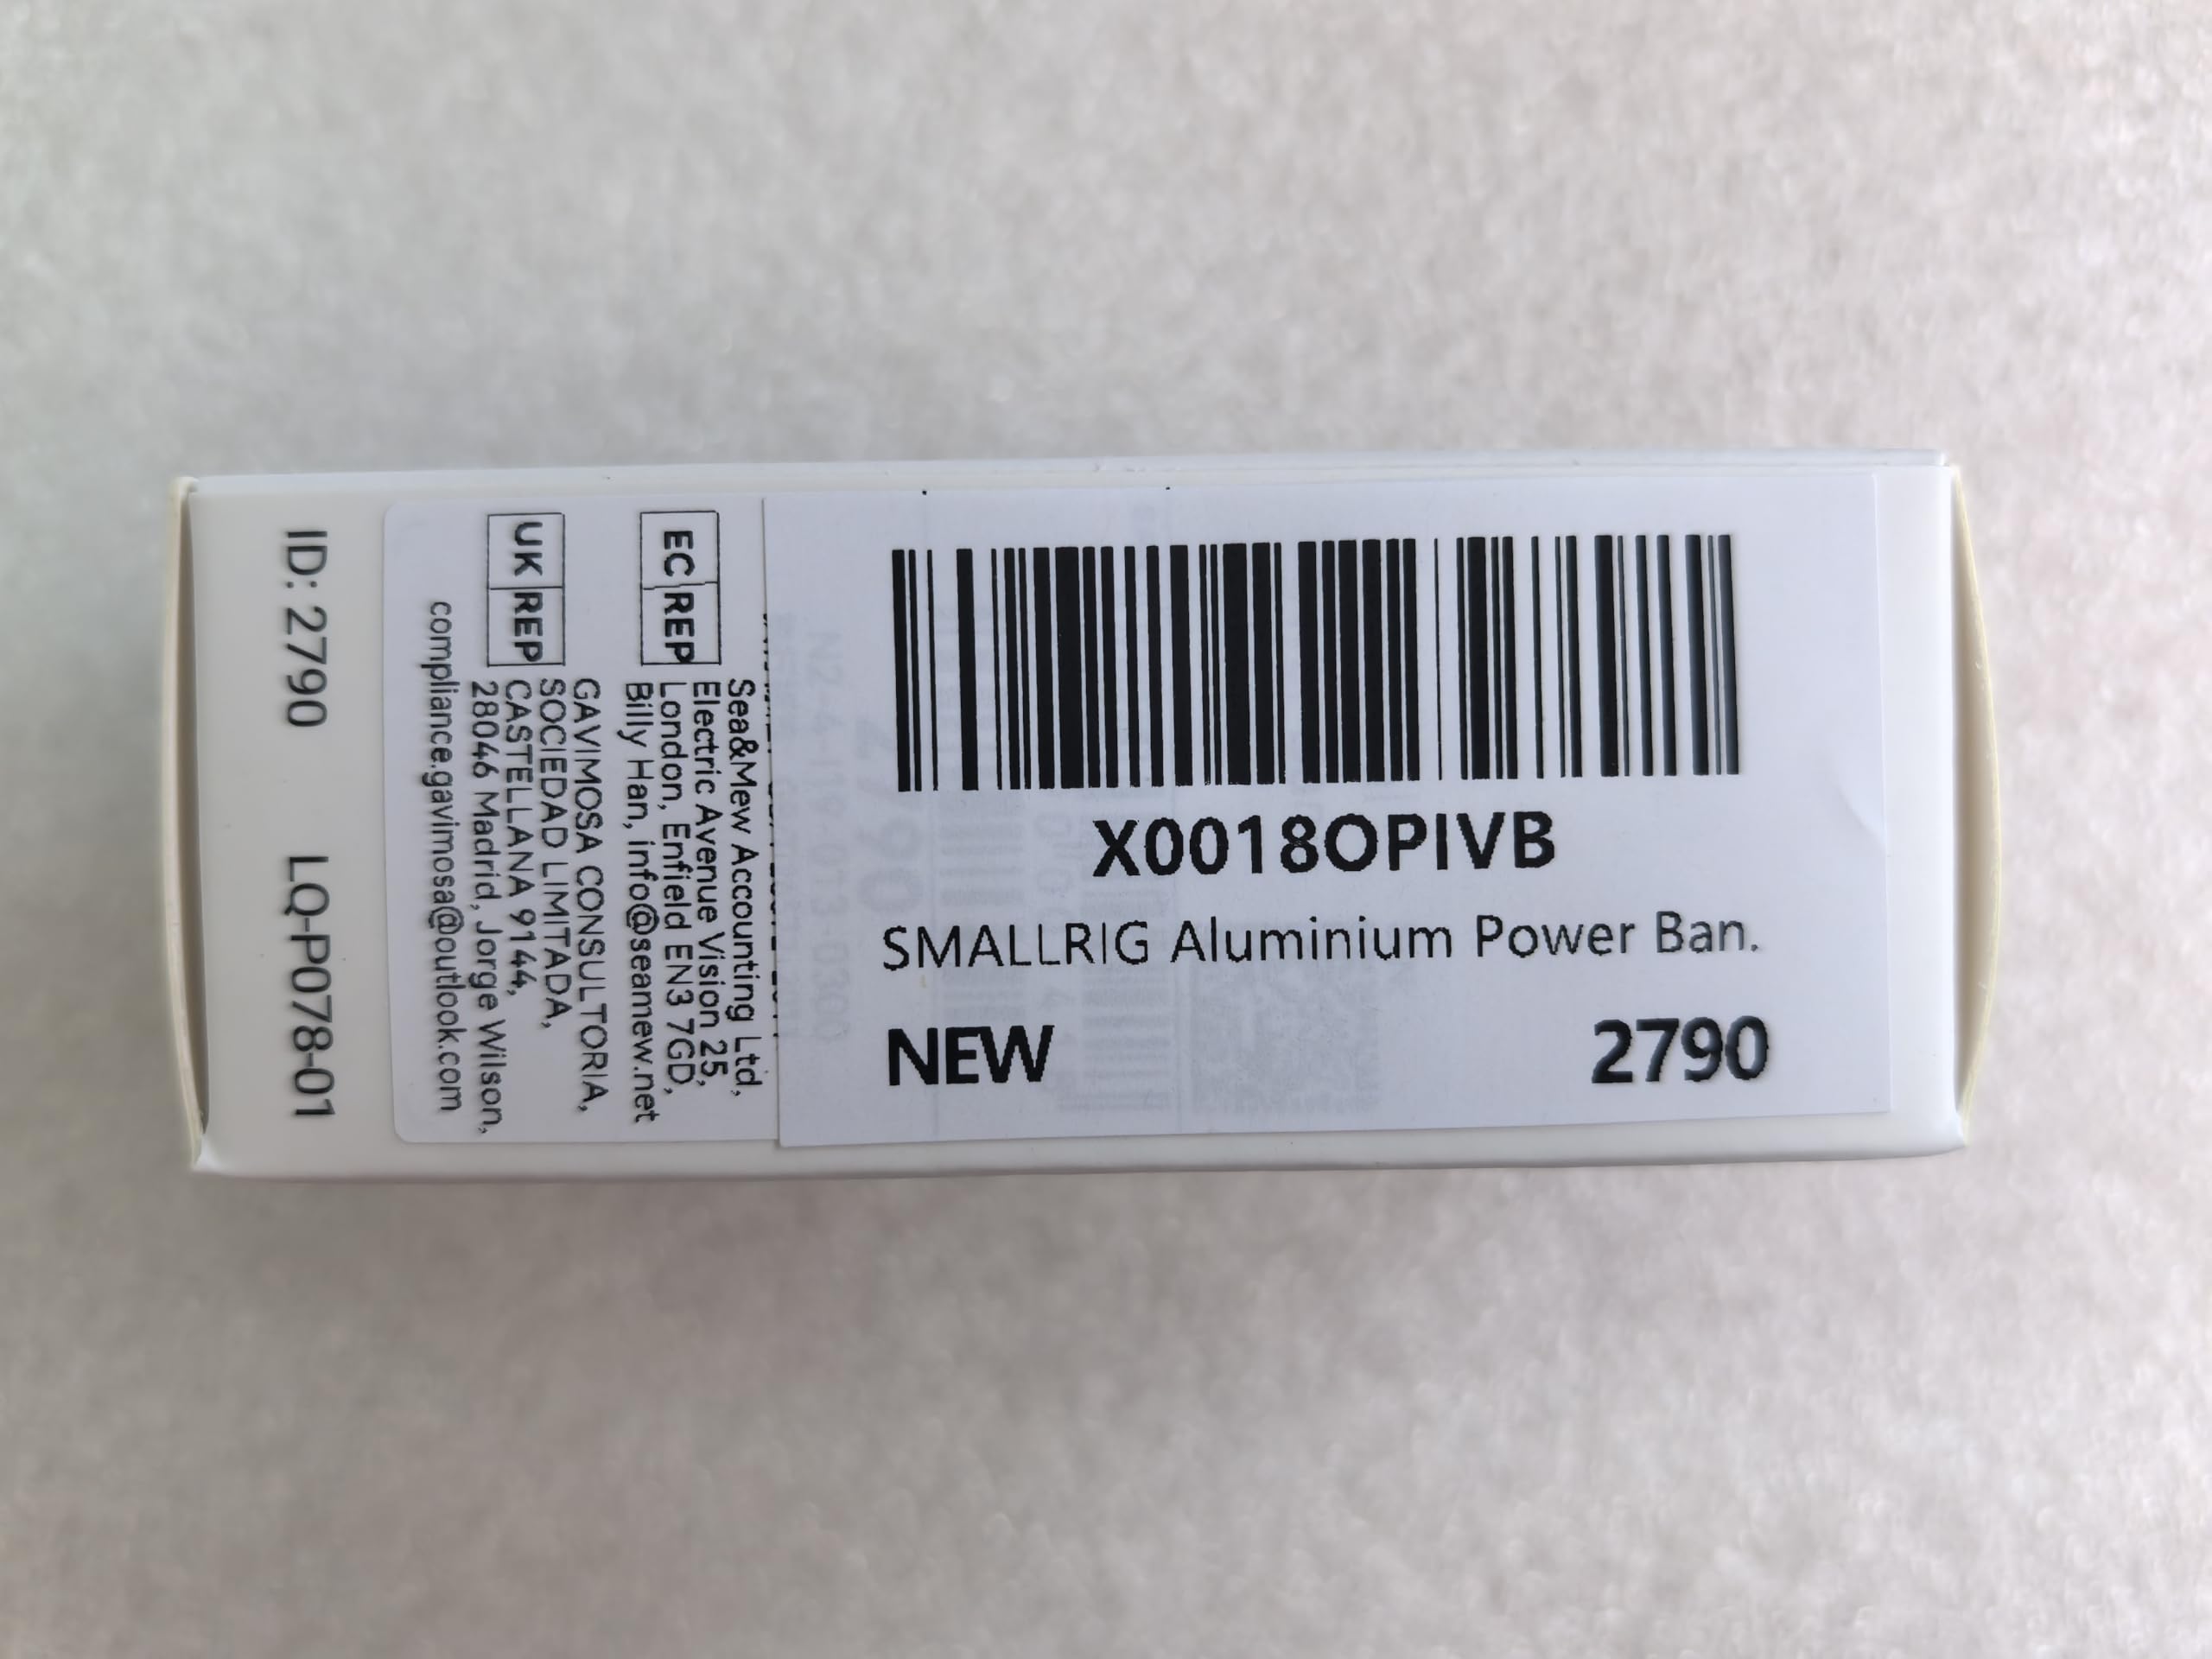 X0018OPIVB
SMALLRIG Aluminium Power Ban.
NEW 2790
EC REP
Sea&Mew Accounting Ltd,
Electric Avenue Vision 25,
London, Enfield EN3 7GD,
Billy Han, info@seamew.net
UK REP
GAVIMOSA CONSULTORIA,
SOCIEDAD LIMITADA,
CASTELLANA 9144,
28046 Madrid, Jorge Wilson,
compliance.gavimosa@outlook.com
ID: 2790 LQ-P078-01